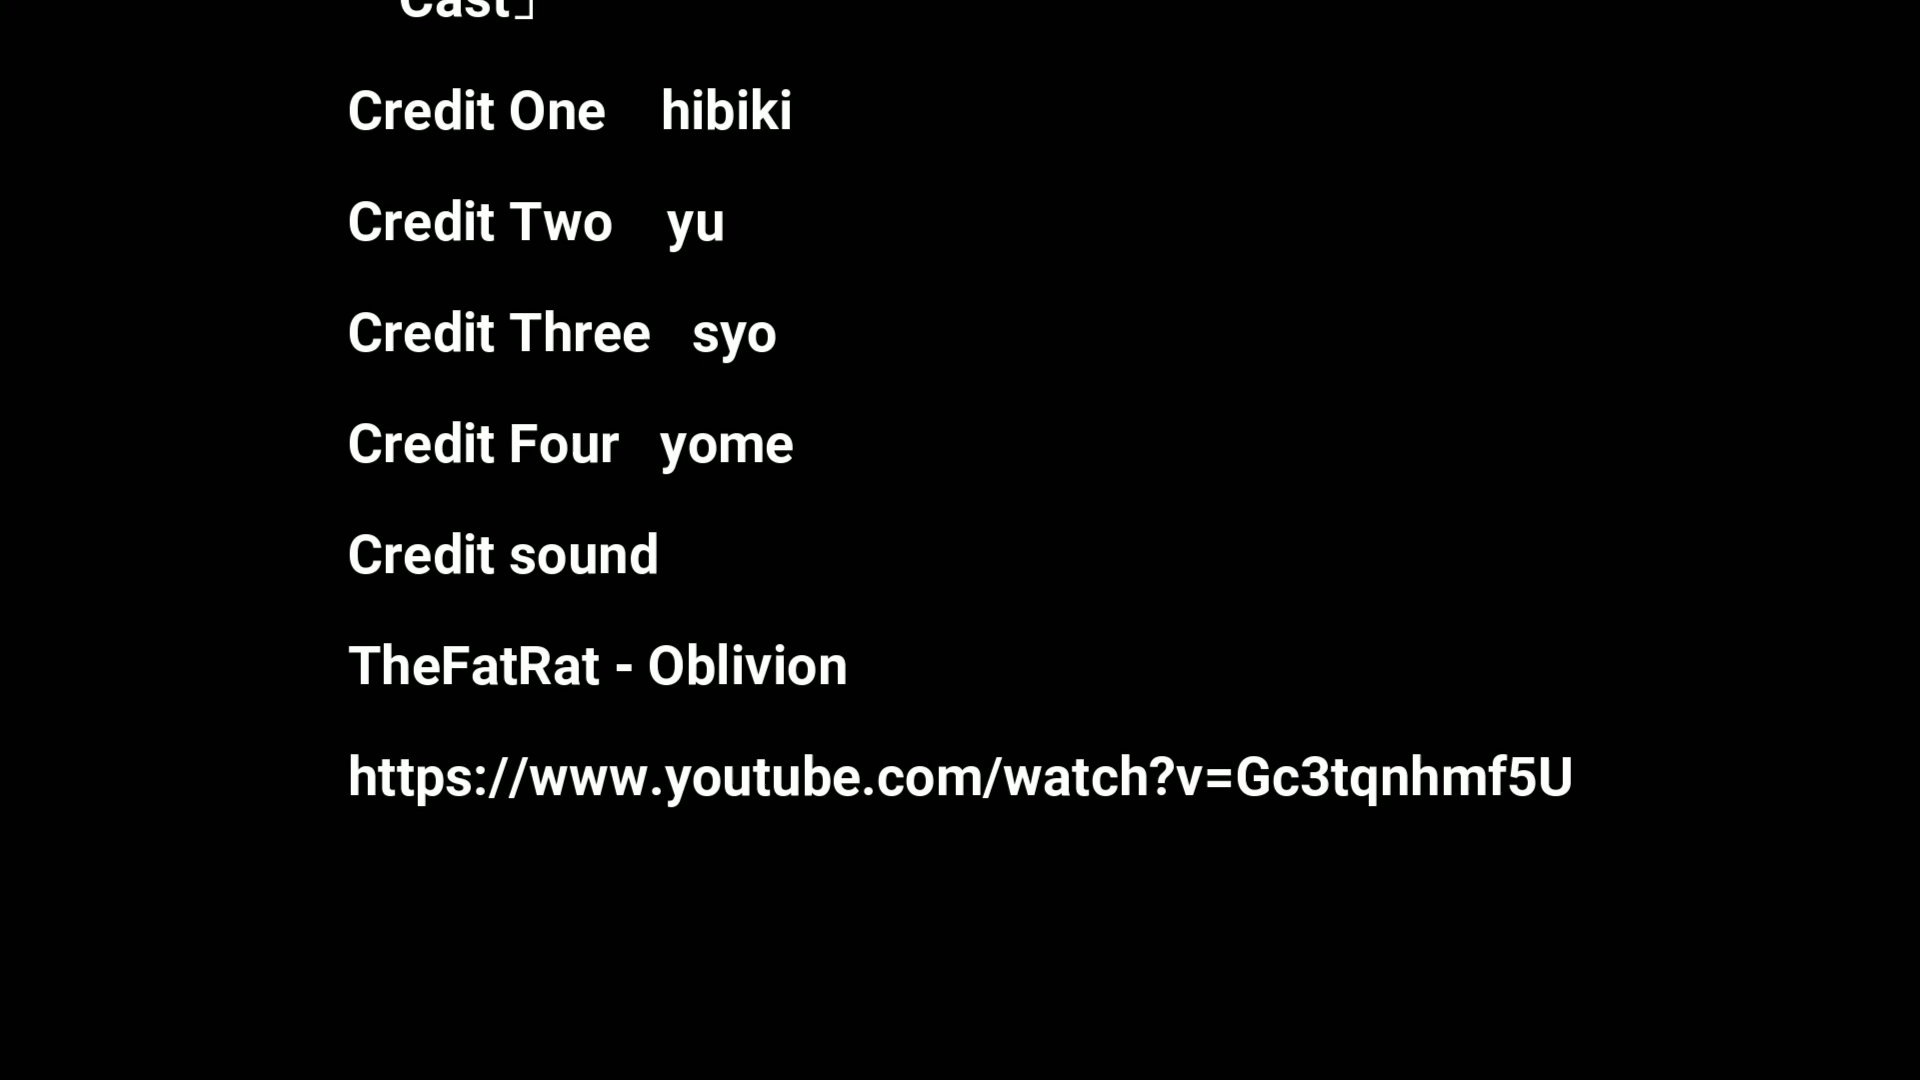 Cast」
Credit One    hibiki
Credit Two    yu
Credit Three   syo
Credit Four   yome
Credit sound
TheFatRat - Oblivion
https://www.youtube.com/watch?v=Gc3tqnhmf5U